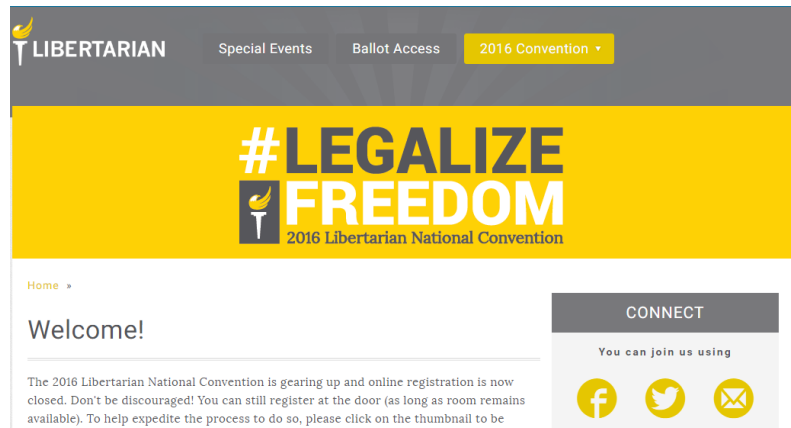 LIBERTARIAN
Special Events
Ballot Access
2016 Convention
#LEGALIZE
FREEDOM
2016 Libertarian National Convention
Home »
Welcome!
The 2016 Libertarian National Convention is gearing up and online registration is now
closed. Don't be discouraged! You can still register at the door (as long as room remains
available). To help expedite the process to do so, please click on the thumbnail to be
CONNECT
You can join us using